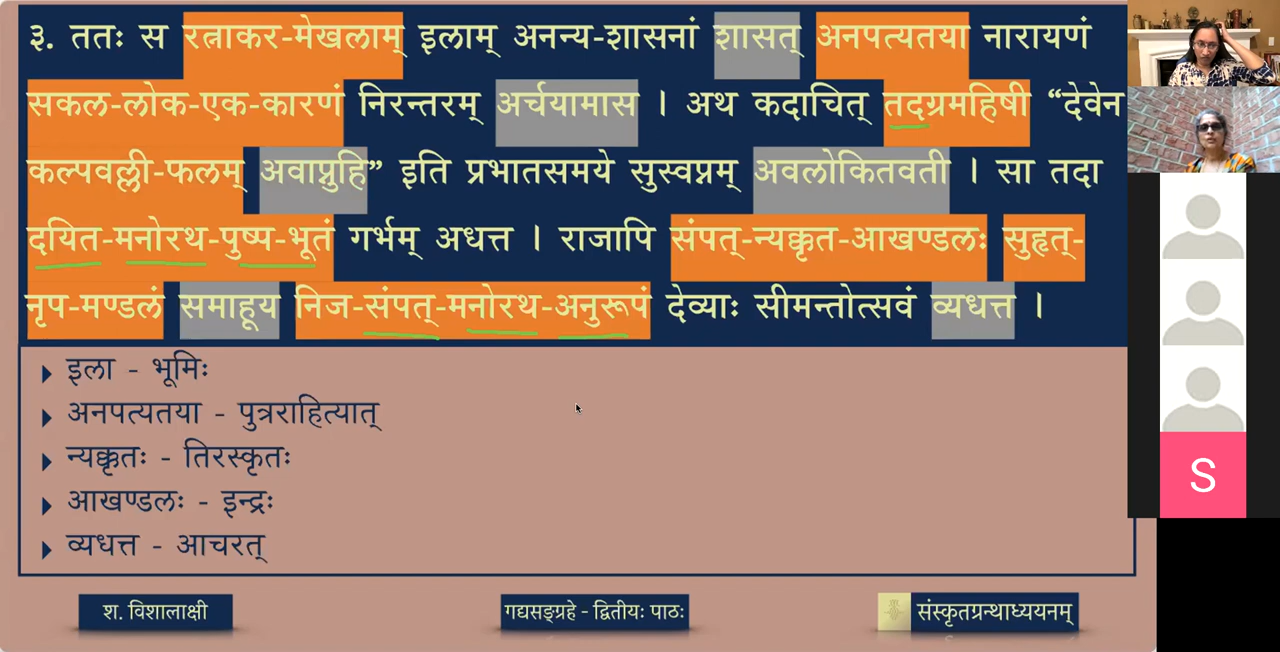 ३. ततः स रत्नाकर-मेखलाम् इलाम् अनन्य-शासनां शासत् अनपत्यतया नारायणं
सकल-लोक-एक-कारणं निरन्तरम् अर्चयामास । अथ कदाचित् तदग्रमहिषी “देवेन
कल्पवल्ली-फलम् अवाप्नुहि” इति प्रभातसमये सुस्वप्नम् अवलोकितवती । सा तदा
दयित-मनोरथ-पुष्प-भूतं गर्भम् अधत्त । राजापि संपत्-न्यक्कृत-आखण्डलः सुहृत्-
नृप-मण्डलं समाहूय निज-संपत्-मनोरथ-अनुरूपं देव्याः सीमन्तोत्सवं व्यधत्त ।
इला - भूमिः
अनपत्यतया - पुत्रराहित्यात्
न्यक्कृतः - तिरस्कृतः
आखण्डलः - इन्द्रः
व्यधत्त - आचरत्
श. विशालाक्षी
गद्यसङ्ग्रहे - द्वितीयः पाठः
संस्कृतग्रन्थाध्ययनम्
S